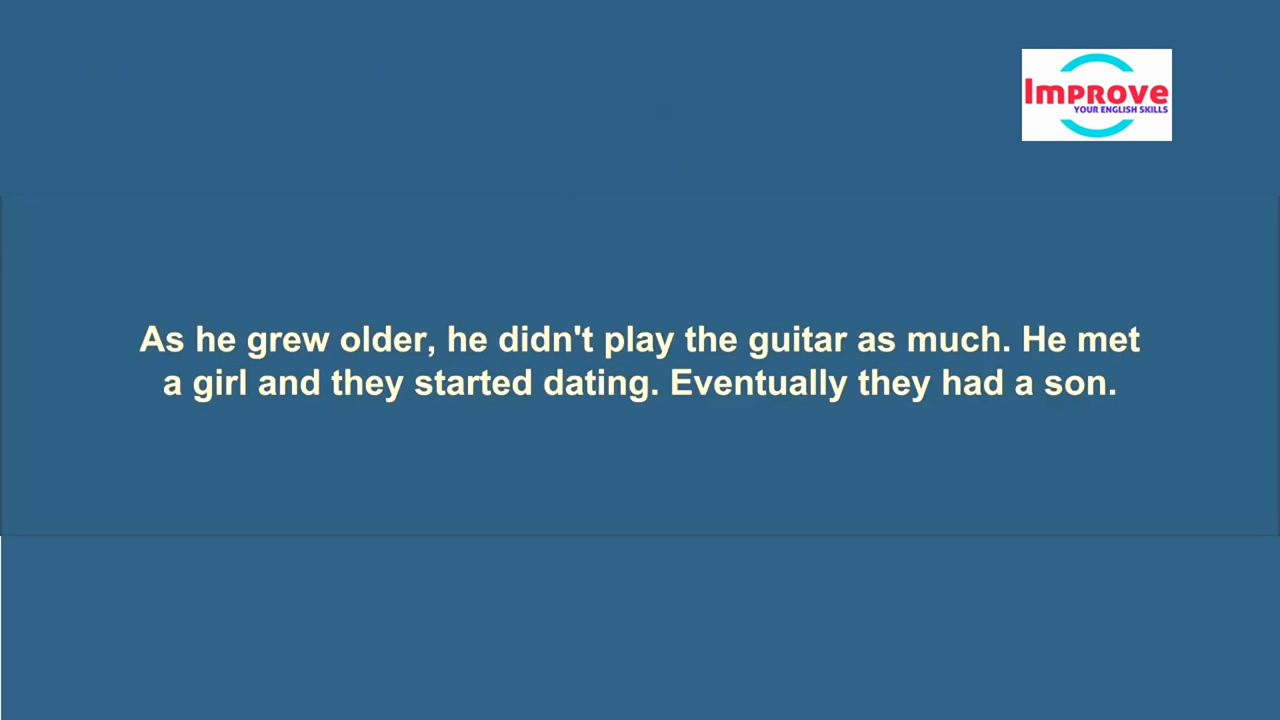 Improve
YOUR ENGLISH SKILLS
As he grew older, he didn't play the guitar as much. He met
a girl and they started dating. Eventually they had a son.